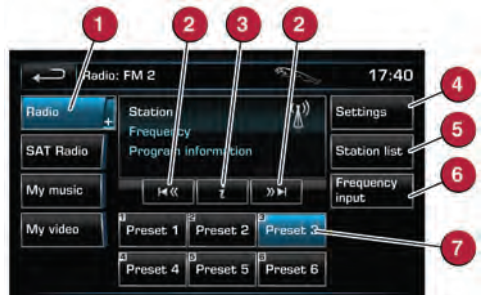 1 2 3 2
Radio: FM 2 17:40
4
Radio + Station Settings
Frequency
5
SAT Radio Program information Station list
6
My music i Frequency
input
My video 1 Preset 1 2 Preset 2 3 Preset 3
7
4 Preset 4 5 Preset 5 6 Preset 6